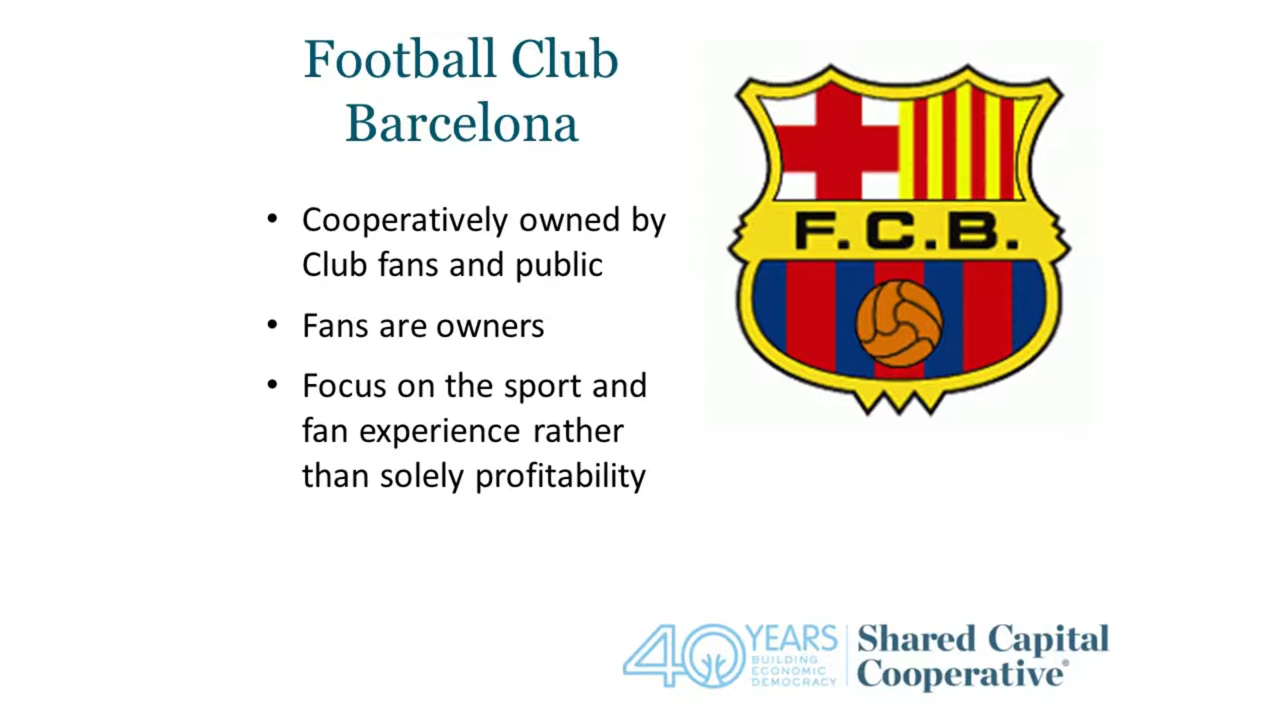 Football Club
Barcelona
• Cooperatively owned by
Club fans and public
• Fans are owners
• Focus on the sport and
fan experience rather
than solely profitability
F.C.B.
40 YEARS
BUILDING
ECONOMIC
DEMOCRACY
Shared Capital
Cooperative®